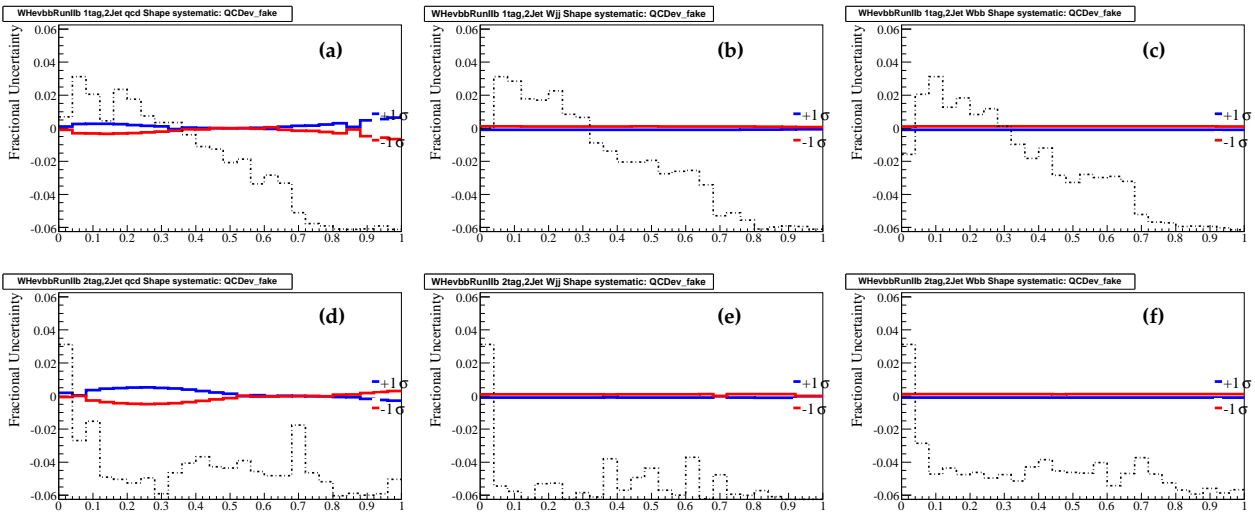 WHevbbRunIIb 1tag,2Jet qcd Shape systematic: QCDev_fake
Fractional Uncertainty
0.06
0.04
0.02
0
-0.02
-0.04
-0.06
0 0.1 0.2 0.3 0.4 0.5 0.6 0.7 0.8 0.9 1
(a)
+1σ
-1σ
WHevbbRunIIb 1tag,2Jet Wjj Shape systematic: QCDev_fake
Fractional Uncertainty
0.06
0.04
0.02
0
-0.02
-0.04
-0.06
0 0.1 0.2 0.3 0.4 0.5 0.6 0.7 0.8 0.9 1
(b)
+1σ
-1σ
WHevbbRunIIb 1tag,2Jet Wbb Shape systematic: QCDev_fake
Fractional Uncertainty
0.06
0.04
0.02
0
-0.02
-0.04
-0.06
0 0.1 0.2 0.3 0.4 0.5 0.6 0.7 0.8 0.9 1
(c)
+1σ
-1σ
WHevbbRunIIb 2tag,2Jet qcd Shape systematic: QCDev_fake
Fractional Uncertainty
0.06
0.04
0.02
0
-0.02
-0.04
-0.06
0 0.1 0.2 0.3 0.4 0.5 0.6 0.7 0.8 0.9 1
(d)
+1σ
-1σ
WHevbbRunIIb 2tag,2Jet Wjj Shape systematic: QCDev_fake
Fractional Uncertainty
0.06
0.04
0.02
0
-0.02
-0.04
-0.06
0 0.1 0.2 0.3 0.4 0.5 0.6 0.7 0.8 0.9 1
(e)
+1σ
-1σ
WHevbbRunIIb 2tag,2Jet Wbb Shape systematic: QCDev_fake
Fractional Uncertainty
0.06
0.04
0.02
0
-0.02
-0.04
-0.06
0 0.1 0.2 0.3 0.4 0.5 0.6 0.7 0.8 0.9 1
(f)
+1σ
-1σ